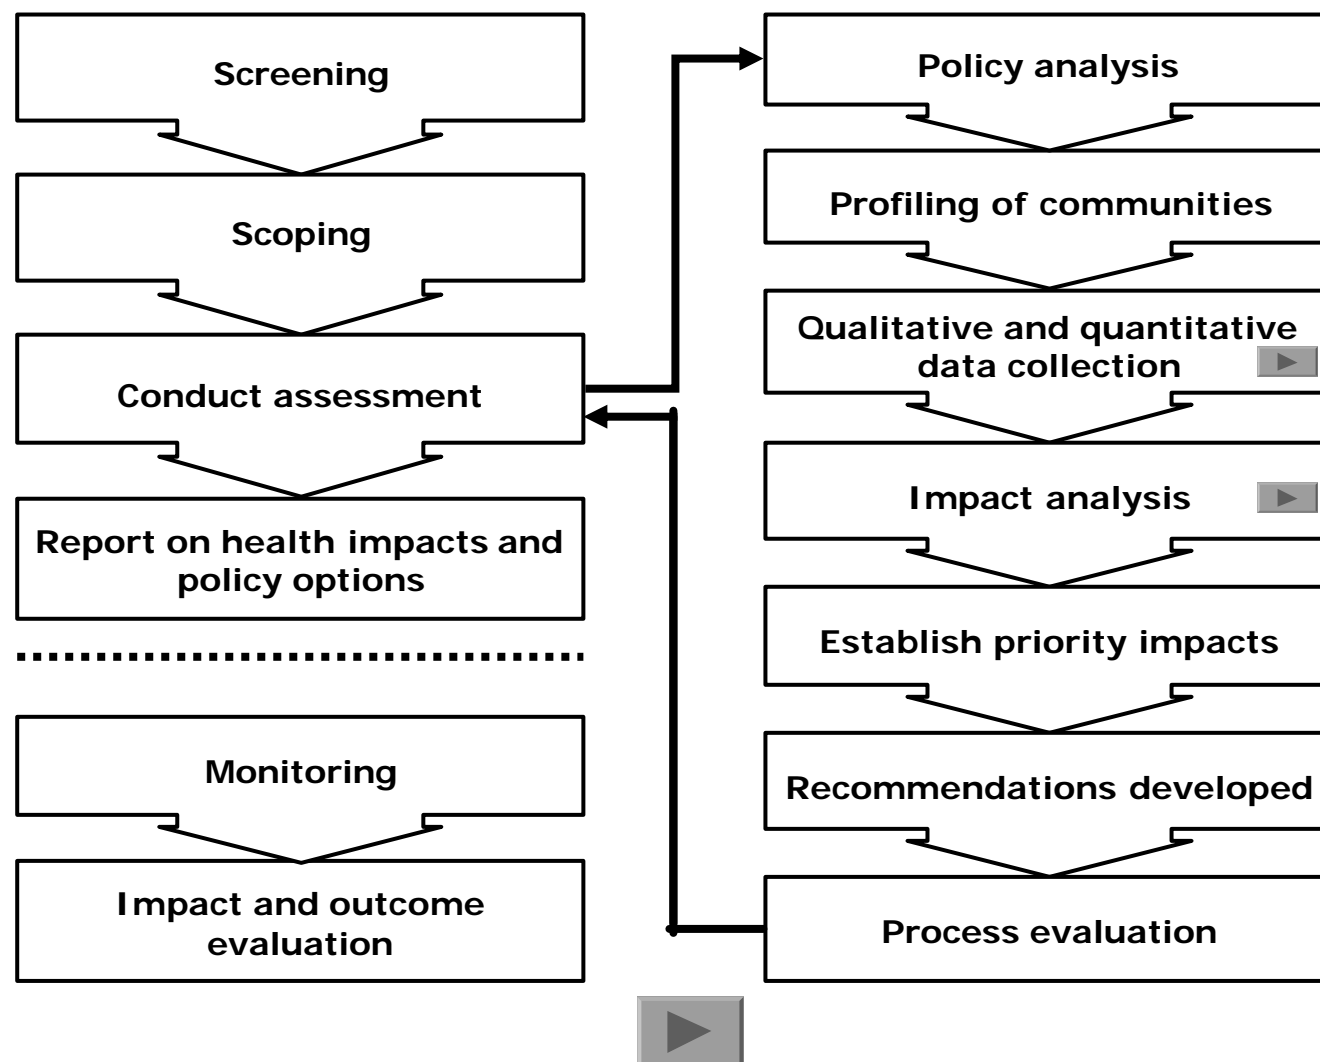 Screening
Scoping
Conduct assessment
Report on health impacts and
policy options
Monitoring
Impact and outcome
evaluation
Policy analysis
Profiling of communities
Qualitative and quantitative
data collection
Impact analysis
Establish priority impacts
Recommendations developed
Process evaluation